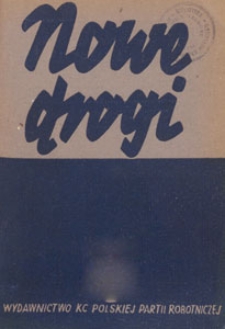 Nowe
drogi
WYDAWNICTWO KC POLSKIEJ PARTII ROBOTNICZEJ